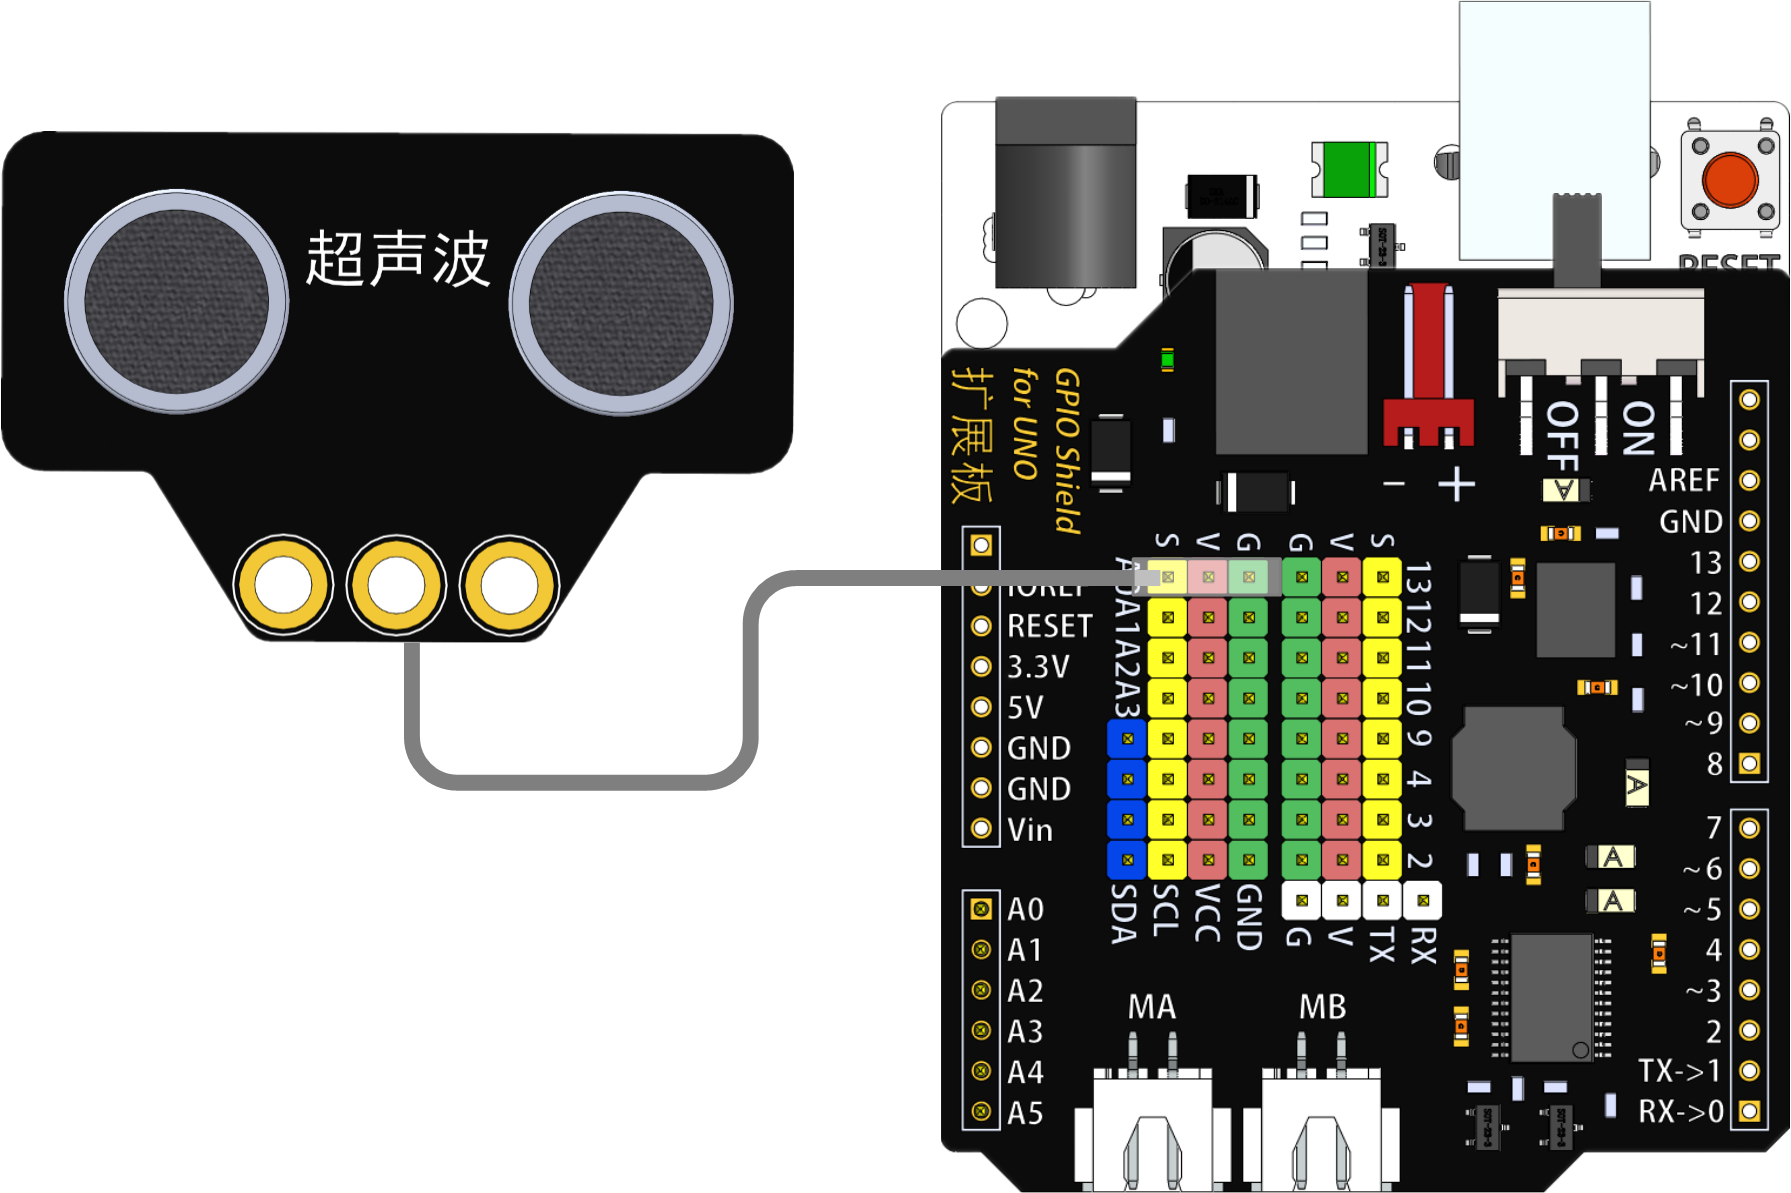 超声波
RESET
扩展板
GPIO Shield
for UNO
- +
OFF
ON
S V G G V S
A1
A2
A3
13
12
11
10
9
4
3
2
SDA
SCL
VCC
GND
G
V
TX
RX
IOREF
RESET
3.3V
5V
GND
GND
Vin
A0
A1
A2
A3
A4
A5
MA
MB
AREF
GND
13
12
~11
~10
~9
8
7
~6
~5
4
~3
2
TX->1
RX->0
A
A
A
A